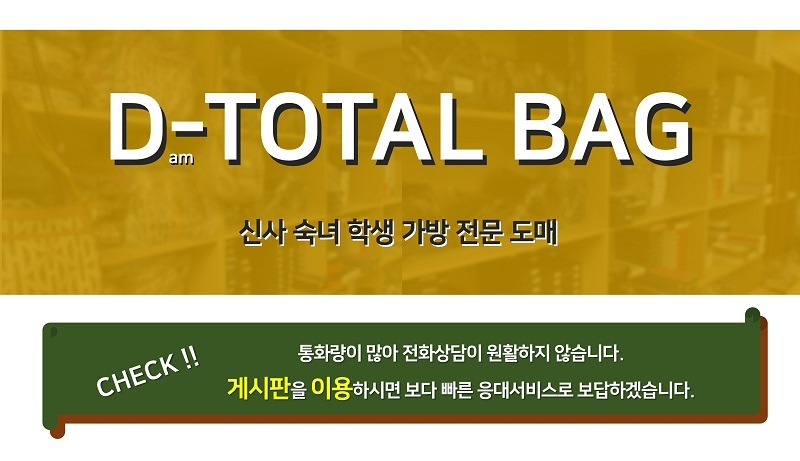 D-TOTAL BAG
am
신사 숙녀 학생 가방 전문 도매
CHECK !!
통화량이 많아 전화상담이 원활하지 않습니다.
게시판을 이용하시면 보다 빠른 응대서비스로 보답하겠습니다.